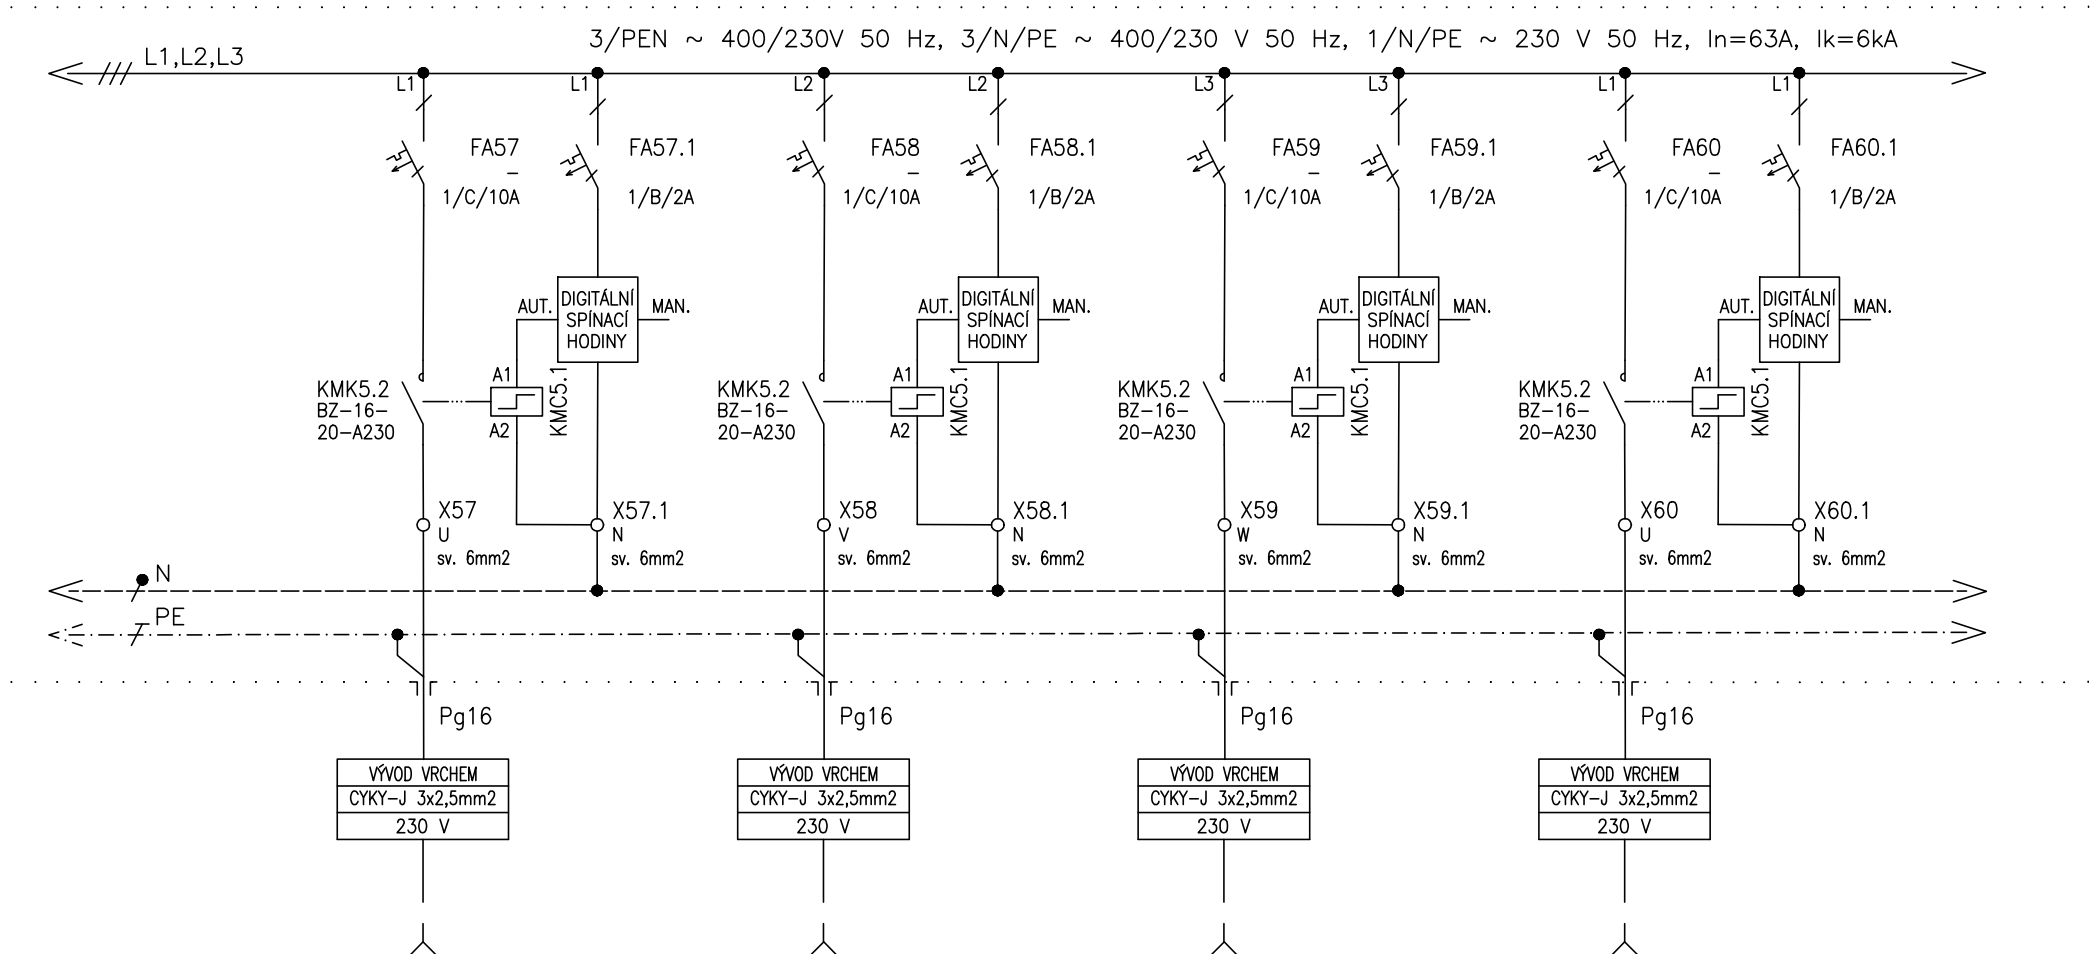 3/PEN ~ 400/230V 50 Hz, 3/N/PE ~ 400/230 V 50 Hz, 1/N/PE ~ 230 V 50 Hz, In=63A, Ik=6kA
L1,L2,L3
L1 L1 L2 L2 L3 L3 L1 L1
FA57 FA57.1 FA58 FA58.1 FA59 FA59.1 FA60 FA60.1
– – – –
1/C/10A 1/B/2A 1/C/10A 1/B/2A 1/C/10A 1/B/2A 1/C/10A 1/B/2A
AUT. DIGITÁLNÍ MAN. AUT. DIGITÁLNÍ MAN. AUT. DIGITÁLNÍ MAN. AUT. DIGITÁLNÍ MAN.
SPÍNACÍ SPÍNACÍ SPÍNACÍ SPÍNACÍ
HODINY HODINY HODINY HODINY
A1 A1 A1 A1
KMK5.2 KMC5.1 KMK5.2 KMC5.1 KMK5.2 KMC5.1 KMK5.2 KMC5.1
BZ-16- BZ-16- BZ-16- BZ-16-
20-A230 A2 20-A230 A2 20-A230 A2 20-A230 A2
X57 X57.1 X58 X58.1 X59 X59.1 X60 X60.1
U N V N W N U N
sv. 6mm2 sv. 6mm2 sv. 6mm2 sv. 6mm2 sv. 6mm2 sv. 6mm2 sv. 6mm2 sv. 6mm2
N
PE
Pg16 Pg16 Pg16 Pg16
VÝVOD VRCHEM VÝVOD VRCHEM VÝVOD VRCHEM VÝVOD VRCHEM
CYKY-J 3x2,5mm2 CYKY-J 3x2,5mm2 CYKY-J 3x2,5mm2 CYKY-J 3x2,5mm2
230 V 230 V 230 V 230 V